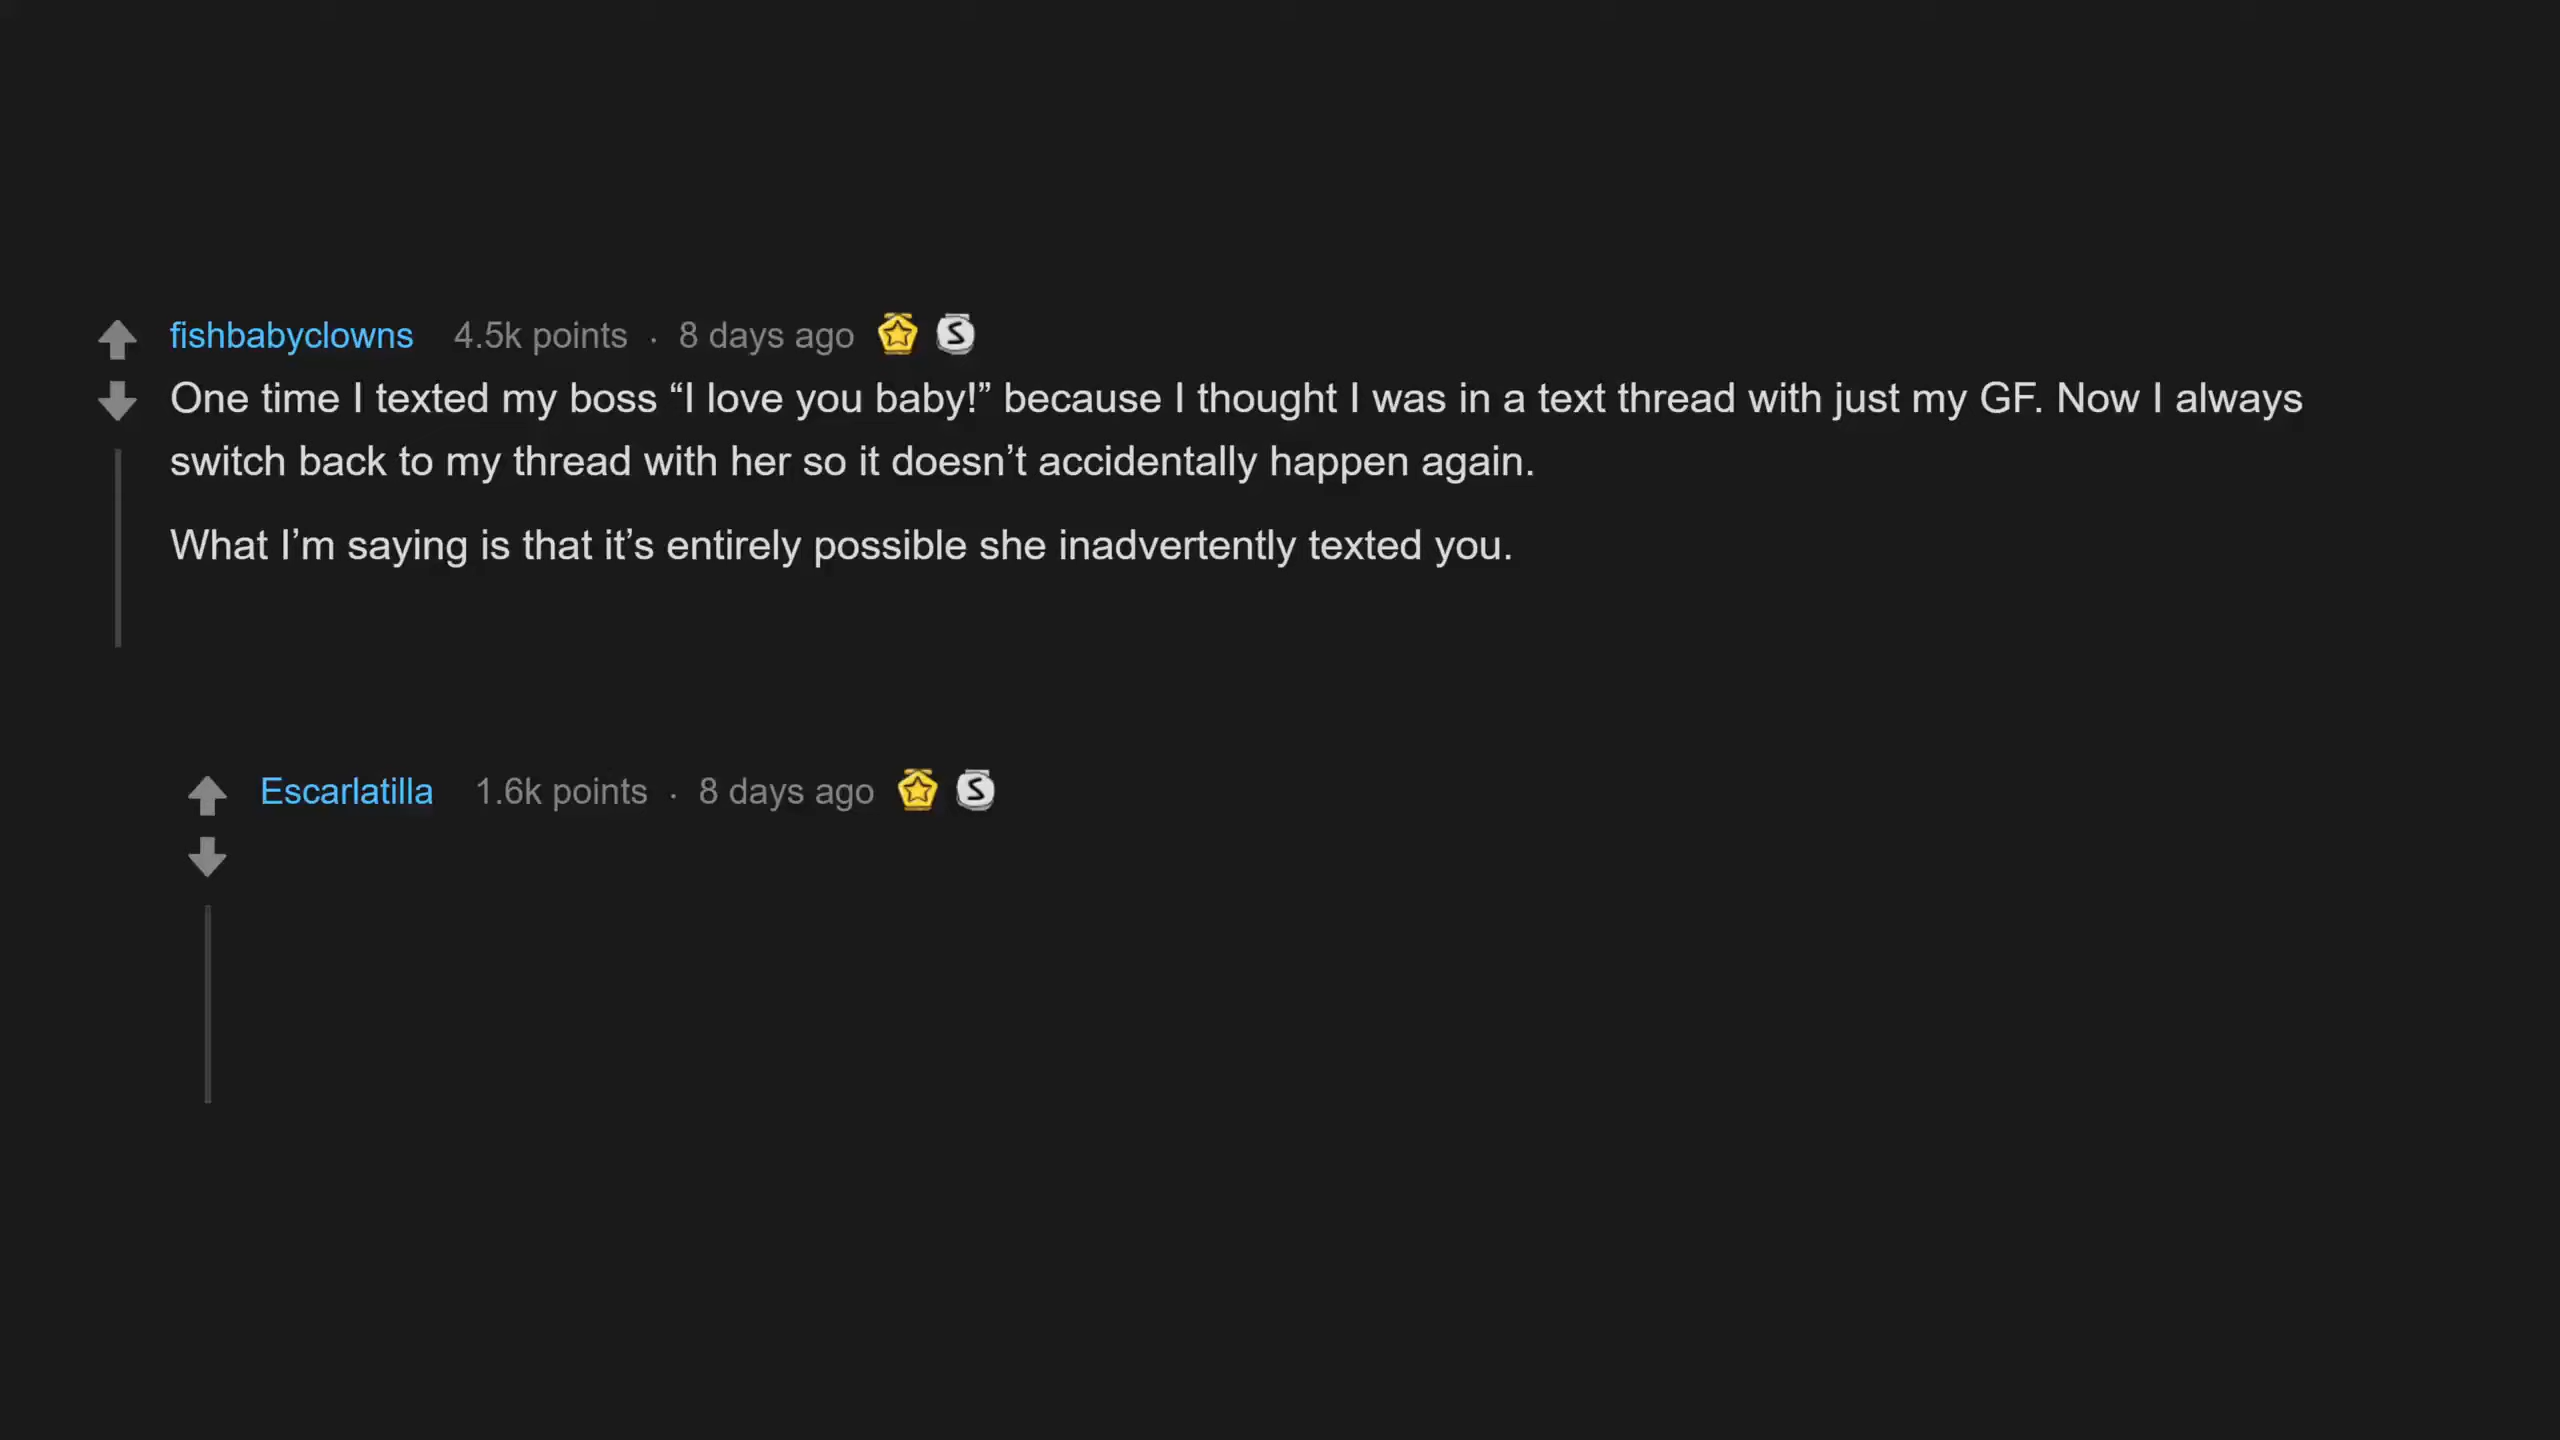 fishbabyclowns 4.5k points · 8 days ago S
One time I texted my boss “I love you baby!” because I thought I was in a text thread with just my GF. Now I always
switch back to my thread with her so it doesn’t accidentally happen again.
What I’m saying is that it’s entirely possible she inadvertently texted you.
Escarlatilla 1.6k points · 8 days ago S